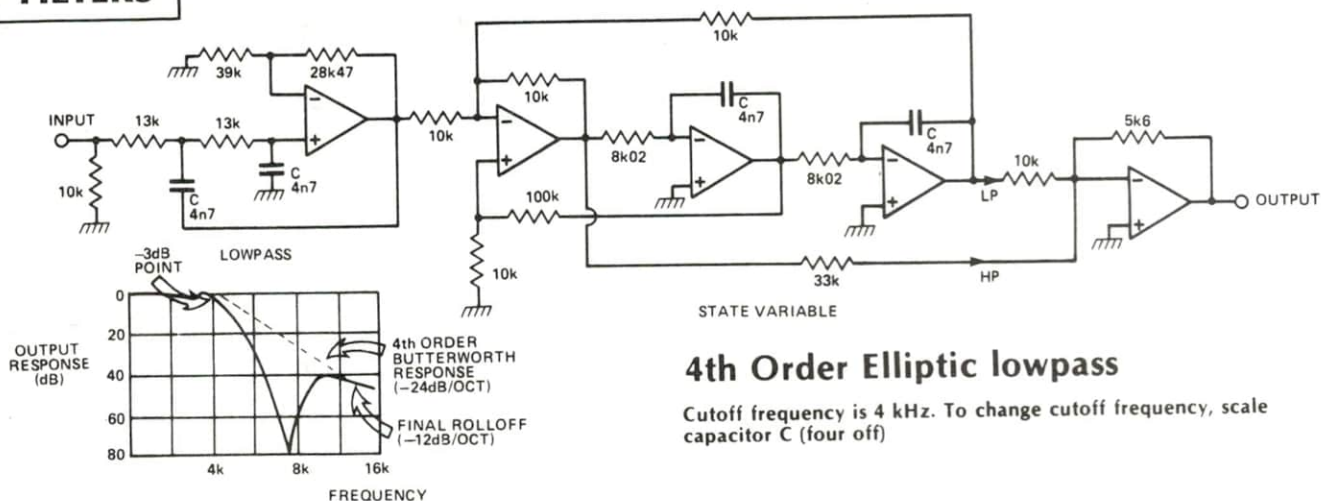 FILTERS
10k
39k
28k47
10k
C
4n7
C
4n7
5k6
INPUT
13k
13k
10k
8k02
8k02
10k
OUTPUT
10k
C
4n7
C
4n7
100k
LP
10k
33k
HP
LOWPASS
STATE VARIABLE
-3dB
POINT
OUTPUT
RESPONSE
(dB)
0
20
40
60
80
4k
8k
16k
FREQUENCY
4th ORDER
BUTTERWORTH
RESPONSE
(-24dB/OCT)
FINAL ROLLOFF
(-12dB/OCT)
4th Order Elliptic lowpass
Cutoff frequency is 4 kHz. To change cutoff frequency, scale
capacitor C (four off)